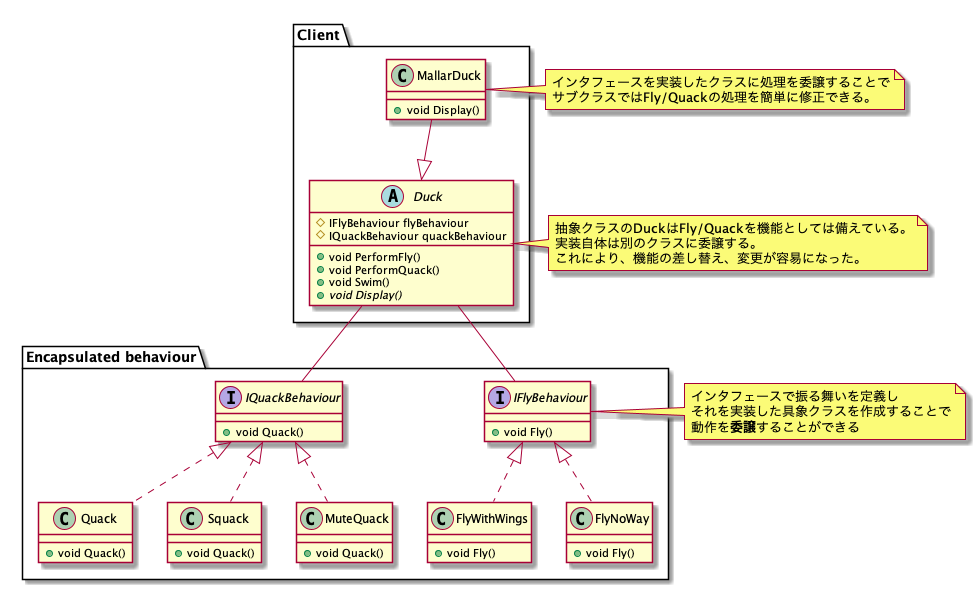 Client
C MallarDuck
void Display()
インタフェースを実装したクラスに処理を委譲することで
サブクラスではFly/Quackの処理を簡単に修正できる。
A Duck
IFlyBehaviour flyBehaviour
IQuackBehaviour quackBehaviour
void PerformFly()
void PerformQuack()
void Swim()
void Display()
抽象クラスのDuckはFly/Quackを機能としては備えている。
実装自体は別のクラスに委譲する。
これにより、機能の差し替え、変更が容易になった。
Encapsulated behaviour
I IQuackBehaviour
void Quack()
I IFlyBehaviour
void Fly()
インタフェースで振る舞いを定義し
それを実装した具象クラスを作成することで
動作を委譲することができる
C Quack
void Quack()
C Squack
void Quack()
C MuteQuack
void Quack()
C FlyWithWings
void Fly()
C FlyNoWay
void Fly()